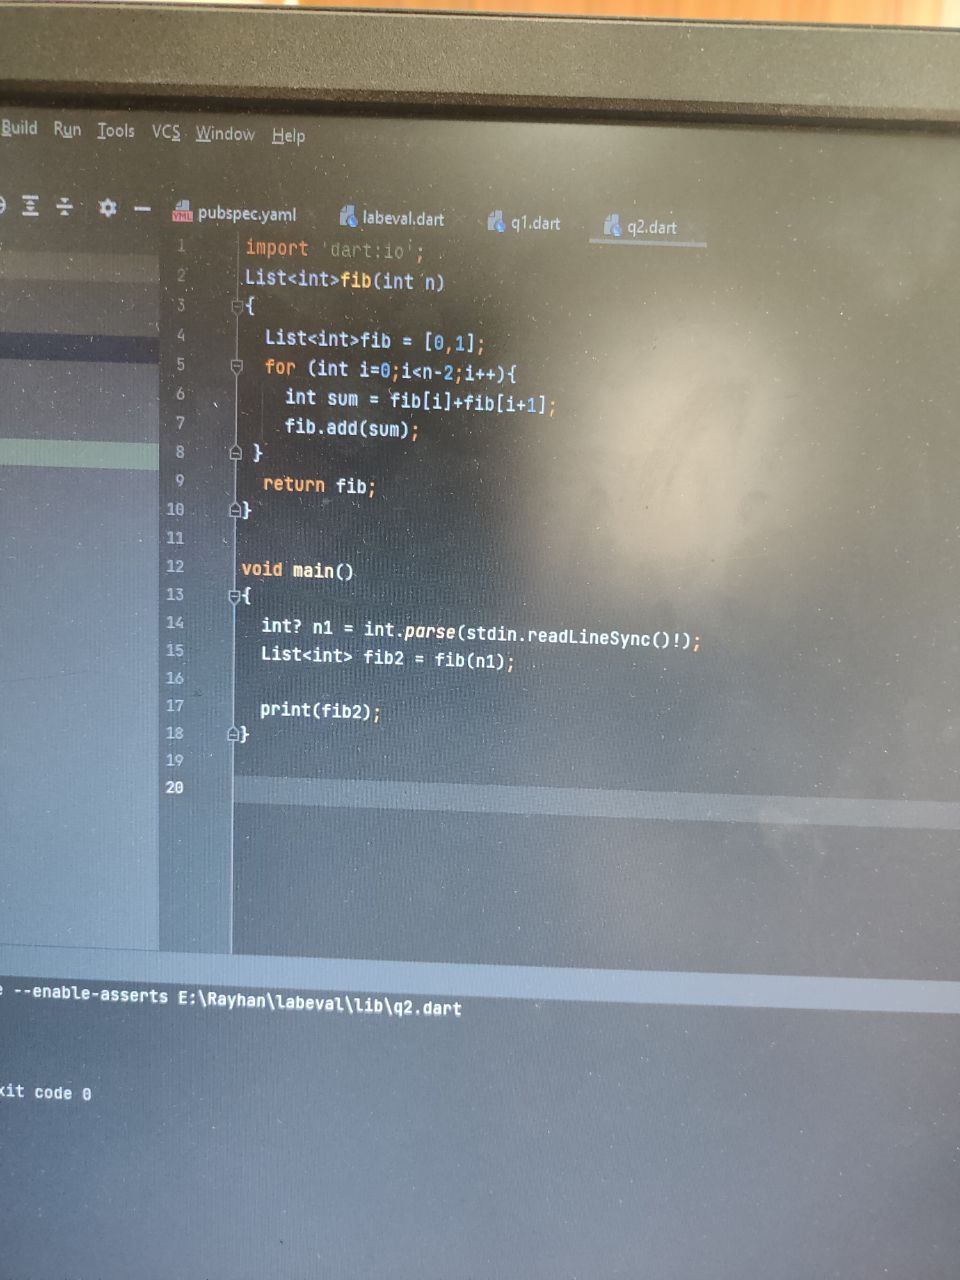 Build Run Tools VCS Window Help
pubspec.yaml labeval.dart q1.dart q2.dart
1 import 'dart:io';
2 List<int>fib(int n)
3 {
4 List<int>fib = [0,1];
5 for (int i=0;i<n-2;i++){
6 int sum = fib[i]+fib[i+1];
7 fib.add(sum);
8 }
9 return fib;
10 }
11
12 void main()
13 {
14 int? n1 = int.parse(stdin.readLineSync()!);
15 List<int> fib2 = fib(n1);
16
17 print(fib2);
18 }
19
20
--enable-asserts E:\Rayhan\labeval\lib\q2.dart
xit code 0